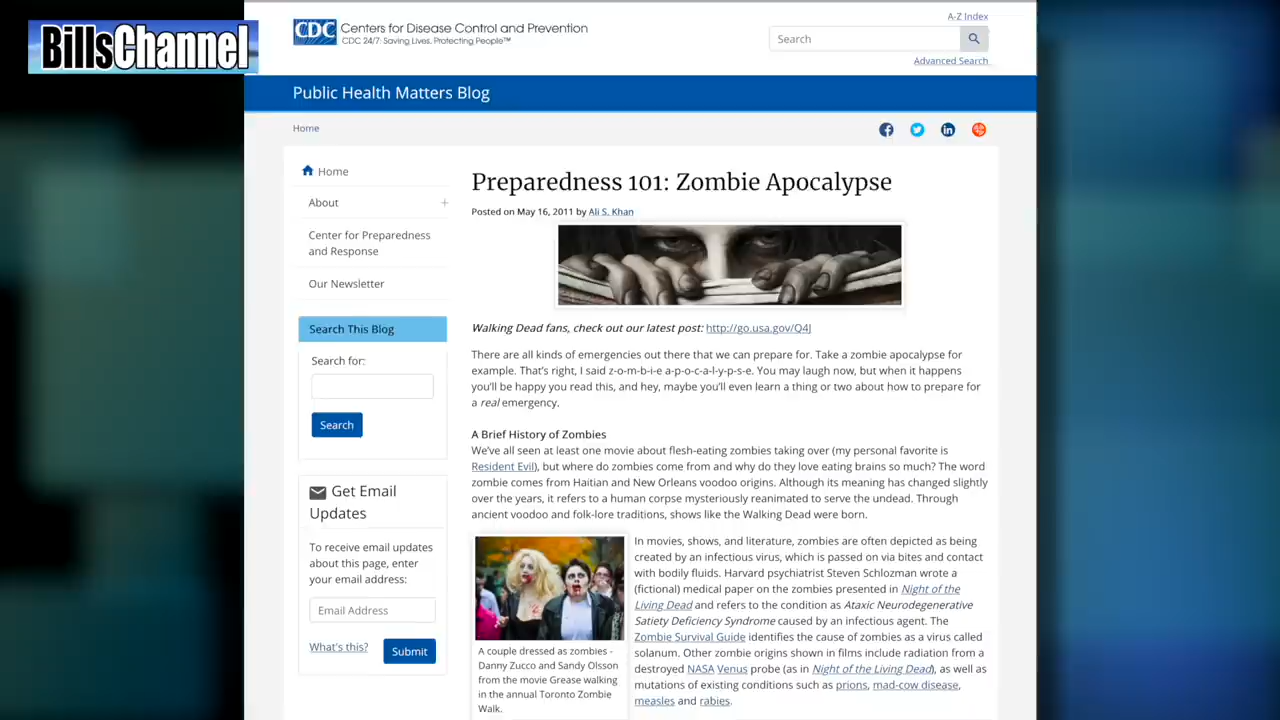 BillsChannel
CDC
Centers for Disease Control and Prevention
CDC 24/7: Saving Lives. Protecting People™
A-Z Index
Search
Advanced Search
Public Health Matters Blog
Home
Home
About
Center for Preparedness
and Response
Our Newsletter
Search This Blog
Search for:
Search
Get Email
Updates
To receive email updates
about this page, enter
your email address:
Email Address
What's this?
Submit
Preparedness 101: Zombie Apocalypse
Posted on May 16, 2011 by Ali S. Khan
Walking Dead fans, check out our latest post: http://go.usa.gov/Q4J
There are all kinds of emergencies out there that we can prepare for. Take a zombie apocalypse for
example. That's right, I said z-o-m-b-i-e a-p-o-c-a-l-y-p-s-e. You may laugh now, but when it happens
you'll be happy you read this, and hey, maybe you'll even learn a thing or two about how to prepare for
a real emergency.
A Brief History of Zombies
We've all seen at least one movie about flesh-eating zombies taking over (my personal favorite is
Resident Evil), but where do zombies come from and why do they love eating brains so much? The word
zombie comes from Haitian and New Orleans voodoo origins. Although its meaning has changed slightly
over the years, it refers to a human corpse mysteriously reanimated to serve the undead. Through
ancient voodoo and folk-lore traditions, shows like the Walking Dead were born.
A couple dressed as zombies -
Danny Zucco and Sandy Olsson
from the movie Grease walking
in the annual Toronto Zombie
Walk.
In movies, shows, and literature, zombies are often depicted as being
created by an infectious virus, which is passed on via bites and contact
with bodily fluids. Harvard psychiatrist Steven Schlozman wrote a
(fictional) medical paper on the zombies presented in Night of the
Living Dead and refers to the condition as Ataxic Neurodegenerative
Satiety Deficiency Syndrome caused by an infectious agent. The
Zombie Survival Guide identifies the cause of zombies as a virus called
solanum. Other zombie origins shown in films include radiation from a
destroyed NASA Venus probe (as in Night of the Living Dead), as well as
mutations of existing conditions such as prions, mad-cow disease,
measles and rabies.